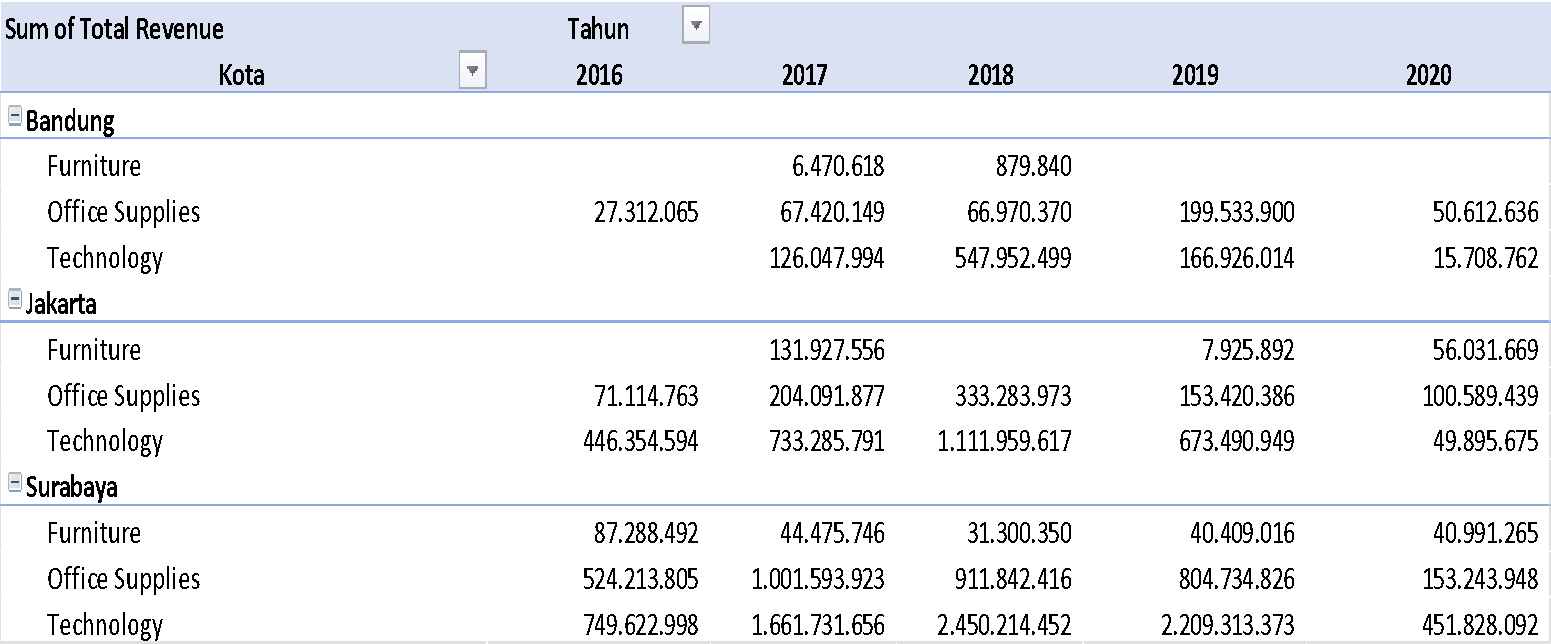 Sum of Total Revenue Tahun
Kota 2016 2017 2018 2019 2020
Bandung
Furniture 6.470.618 879.840
Office Supplies 27.312.065 67.420.149 66.970.370 199.533.900 50.612.636
Technology 126.047.994 547.952.499 166.926.014 15.708.762
Jakarta
Furniture 131.927.556 7.925.892 56.031.669
Office Supplies 71.114.763 204.091.877 333.283.973 153.420.386 100.589.439
Technology 446.354.594 733.285.791 1.111.959.617 673.490.949 49.895.675
Surabaya
Furniture 87.288.492 44.475.746 31.300.350 40.409.016 40.991.265
Office Supplies 524.213.805 1.001.593.923 911.842.416 804.734.826 153.243.948
Technology 749.622.998 1.661.731.656 2.450.214.452 2.209.313.373 451.828.092